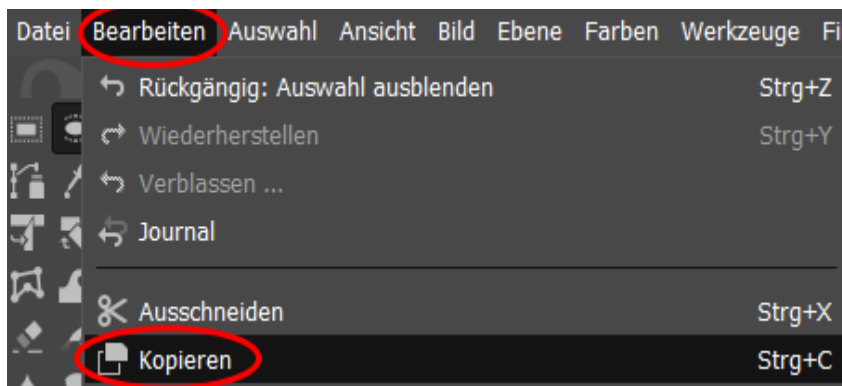 Datei Bearbeiten Auswahl Ansicht Bild Ebene Farben Werkzeuge Fi
Rückgängig: Auswahl ausblenden Strg+Z
Wiederherstellen Strg+Y
Verblassen ...
Journal
Ausschneiden Strg+X
Kopieren Strg+C